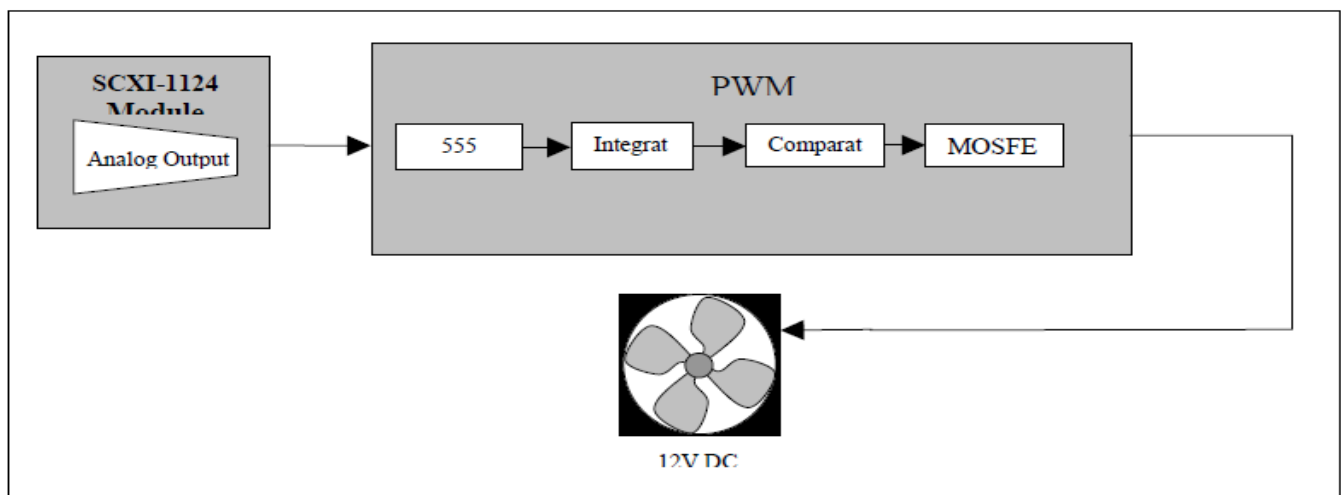 SCXI-1124
Module
Analog Output
PWM
555
Integrat
Comparat
MOSFE
12V DC